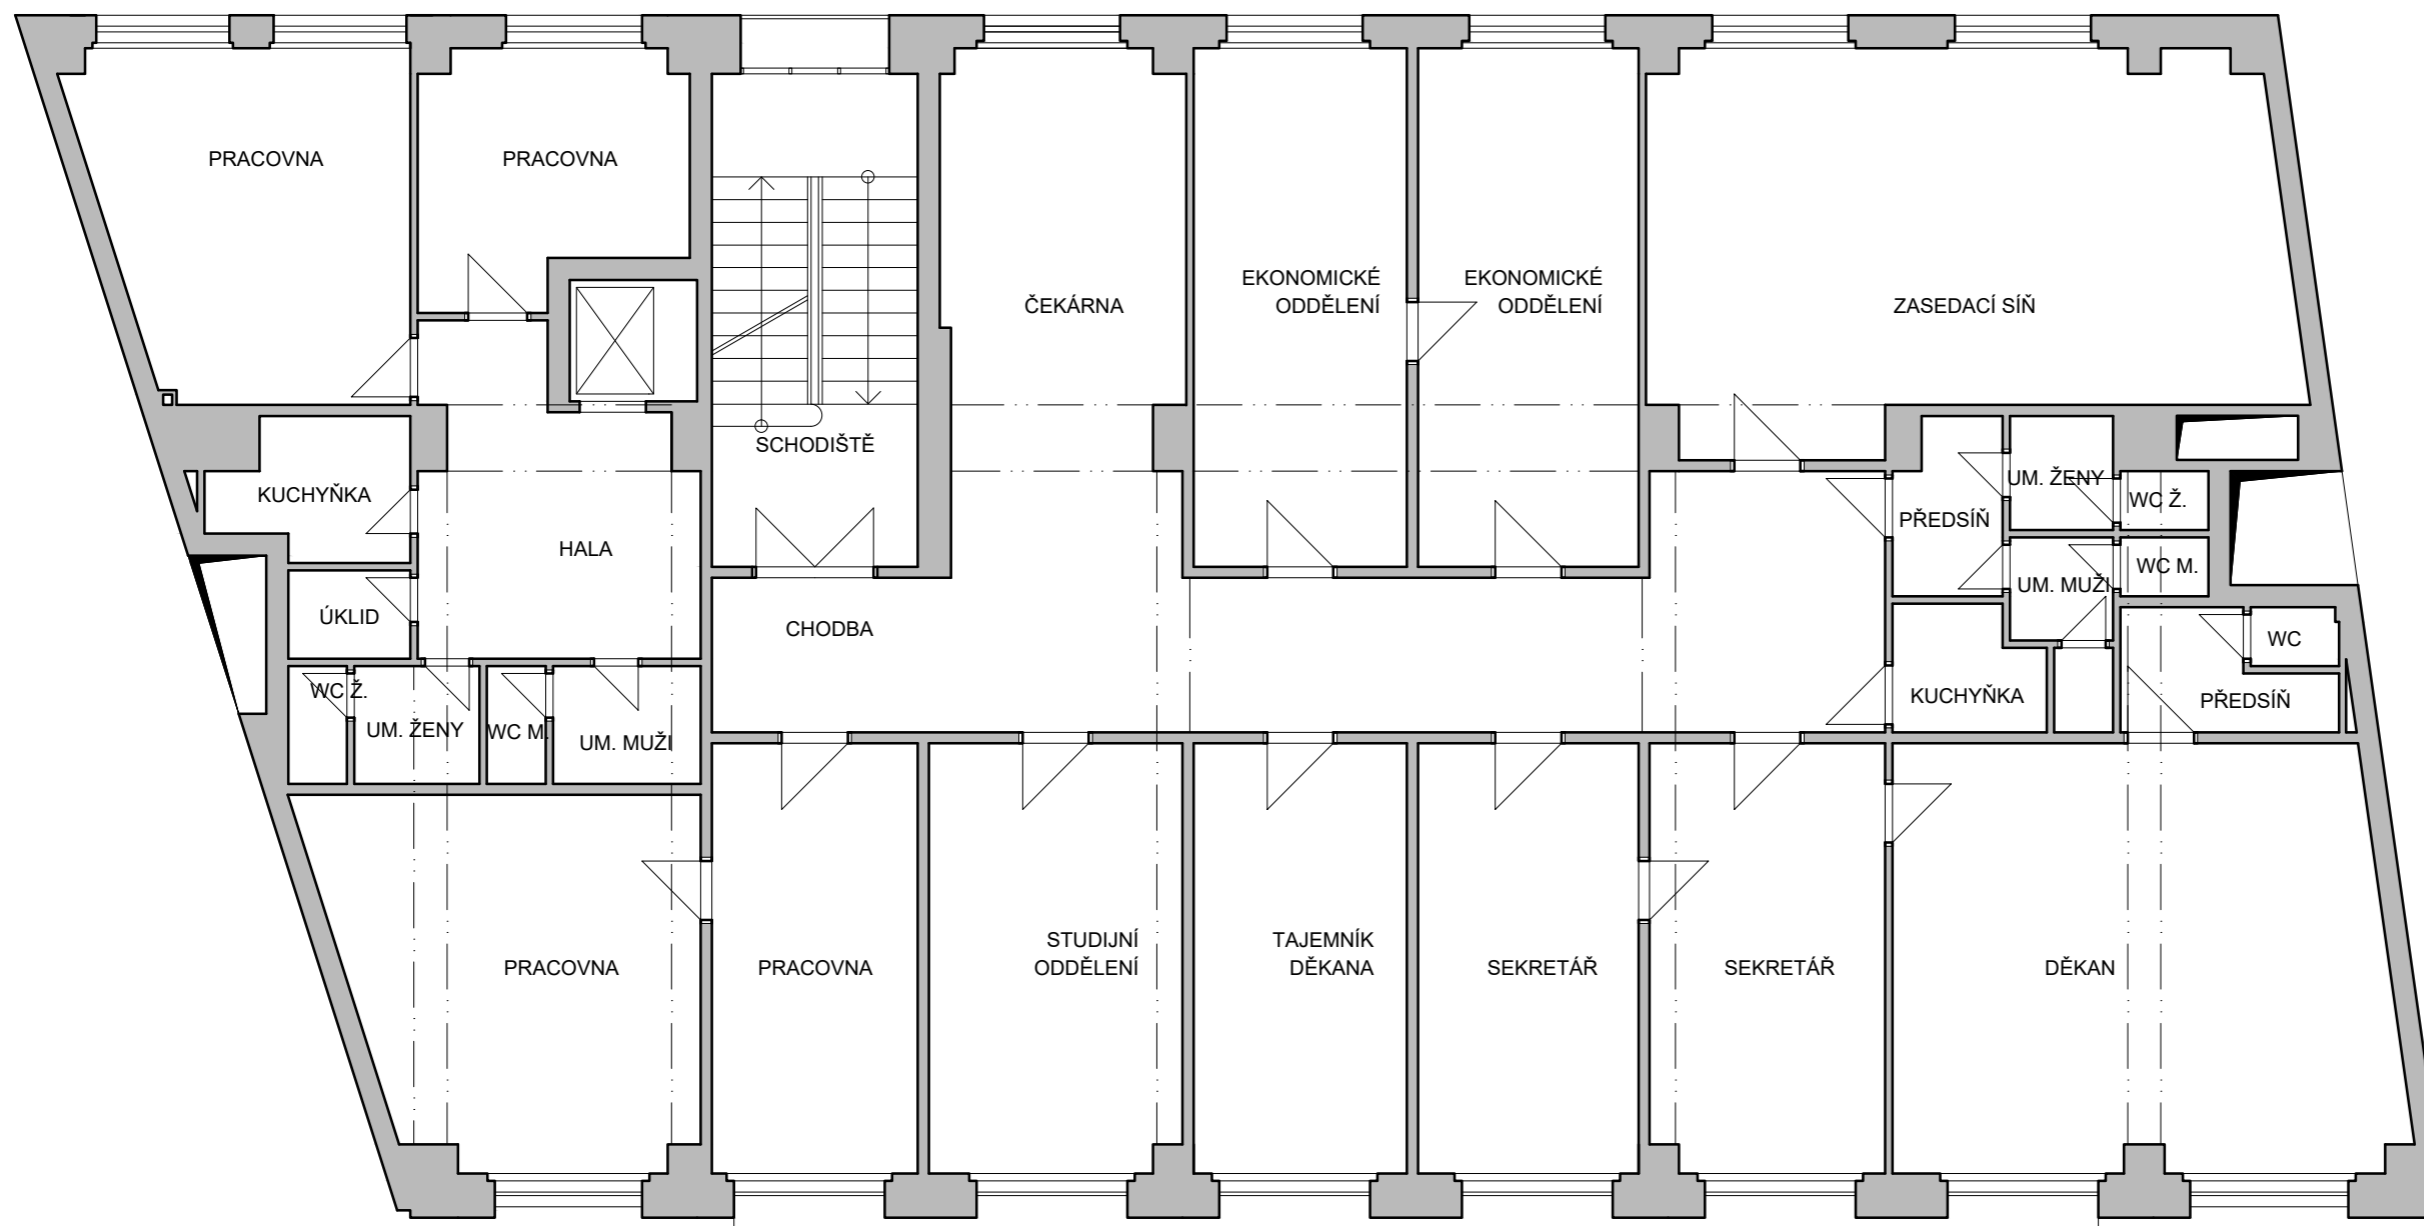 PRACOVNA
PRACOVNA
EKONOMICKÉ
ODDĚLENÍ
EKONOMICKÉ
ODDĚLENÍ
ČEKÁRNA
ZASEDACÍ SÍŇ
SCHODIŠTĚ
KUCHYŇKA
UM. ŽENY
WC Ž.
PŘEDSÍŇ
HALA
WC M.
UM. MUŽI
ÚKLID
CHODBA
WC
WC Ž.
KUCHYŇKA
PŘEDSÍŇ
UM. ŽENY
WC M.
UM. MUŽI
STUDIJNÍ
ODDĚLENÍ
TAJEMNÍK
DĚKANA
PRACOVNA
PRACOVNA
SEKRETÁŘ
SEKRETÁŘ
DĚKAN